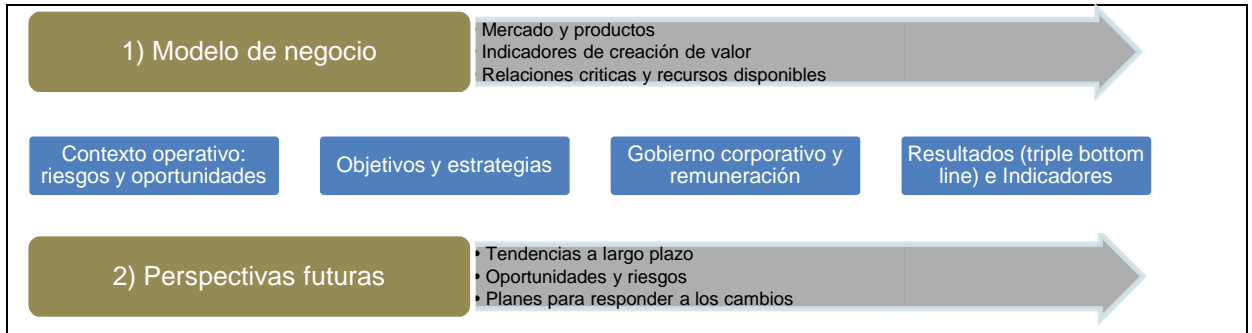 1) Modelo de negocio
• Mercado y productos
• Indicadores de creación de valor
• Relaciones criticas y recursos disponibles
Contexto operativo:
riesgos y oportunidades
Objetivos y estrategias
Gobierno corporativo y
remuneración
Resultados (triple bottom
line) e Indicadores
2) Perspectivas futuras
• Tendencias a largo plazo
• Oportunidades y riesgos
• Planes para responder a los cambios